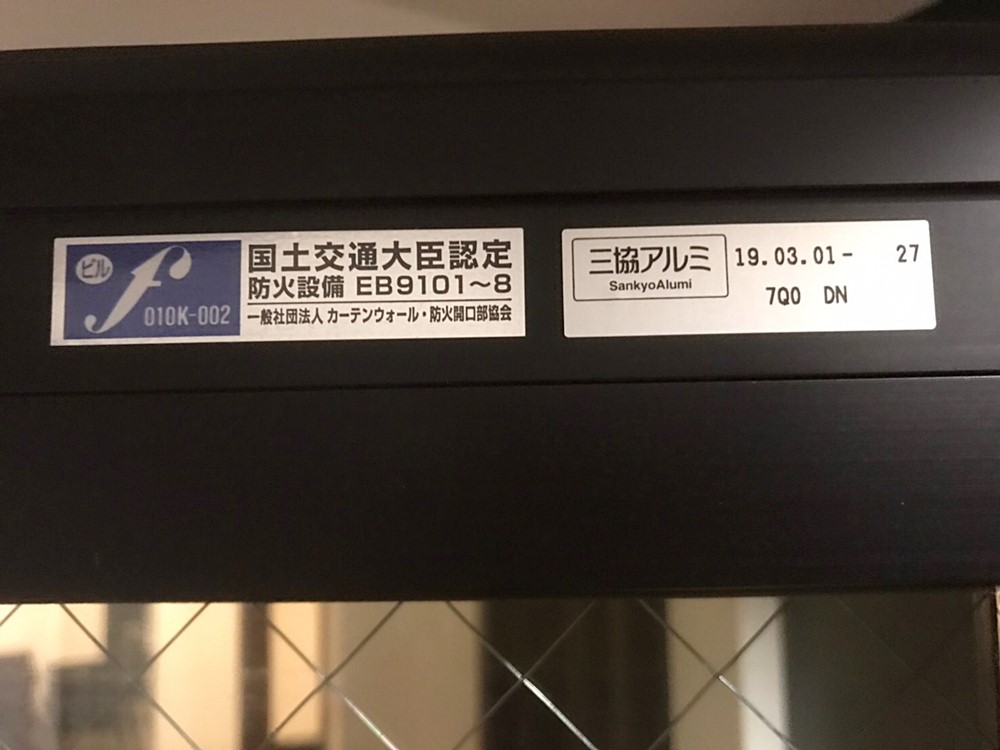 ビル
f
010K-002
国土交通大臣認定
防火設備 EB9101〜8
一般社団法人 カーテンウォール・防火開口部協会
三協アルミ
SankyoAlumi
19.03.01- 27
7Q0 DN